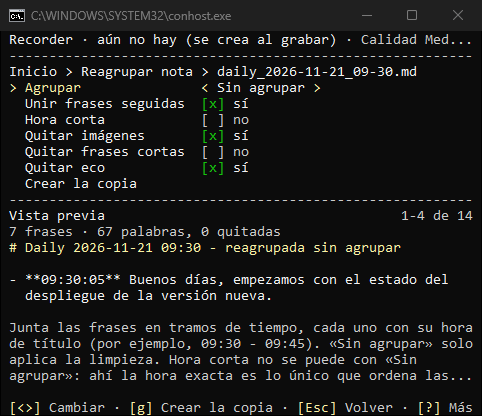 C:\WINDOWS\SYSTEM32\conhost.exe
Recorder · aún no hay (se crea al grabar) · Calidad Med...
Inicio > Reagrupar nota > daily_2026-11-21_09-30.md
> Agrupar < Sin agrupar >
Unir frases seguidas [x] sí
Hora corta [ ] no
Quitar imágenes [x] sí
Quitar frases cortas [ ] no
Quitar eco [x] sí
Crear la copia
Vista previa 1-4 de 14
7 frases · 67 palabras, 0 quitadas
# Daily 2026-11-21 09:30 - reagrupada sin agrupar
- **09:30:05** Buenos días, empezamos con el estado del
despliegue de la versión nueva.
Junta las frases en tramos de tiempo, cada uno con su hora
de título (por ejemplo, 09:30 - 09:45). «Sin agrupar» solo
aplica la limpieza. Hora corta no se puede con «Sin
agrupar»: ahí la hora exacta es lo único que ordena las...
[<>] Cambiar · [g] Crear la copia · [Esc] Volver · [?] Más